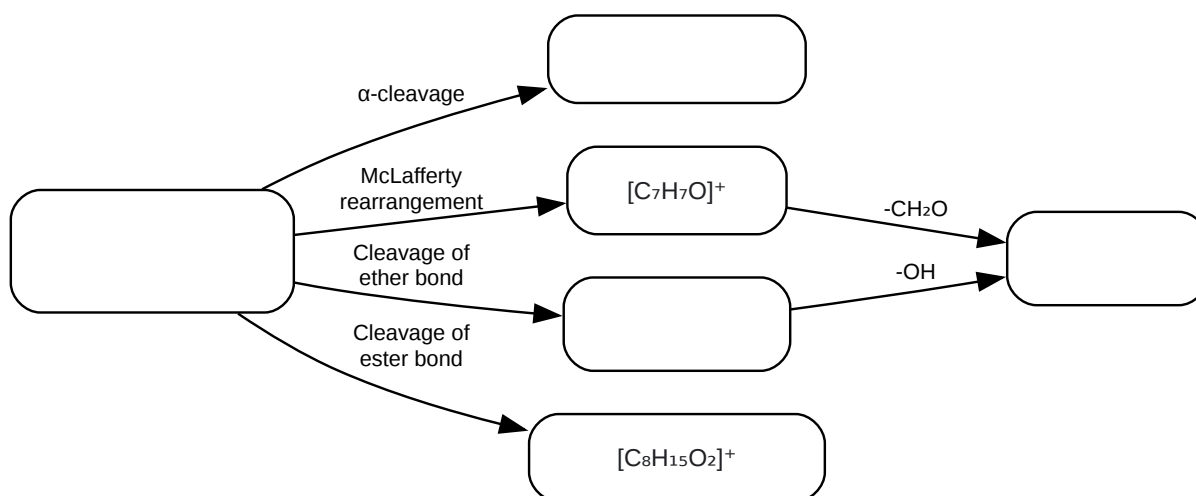 α-cleavage
McLafferty
rearrangement
[C₇H₇O]⁺
-CH₂O
Cleavage of
ether bond
-OH
Cleavage of
ester bond
[C₈H₁₅O₂]⁺